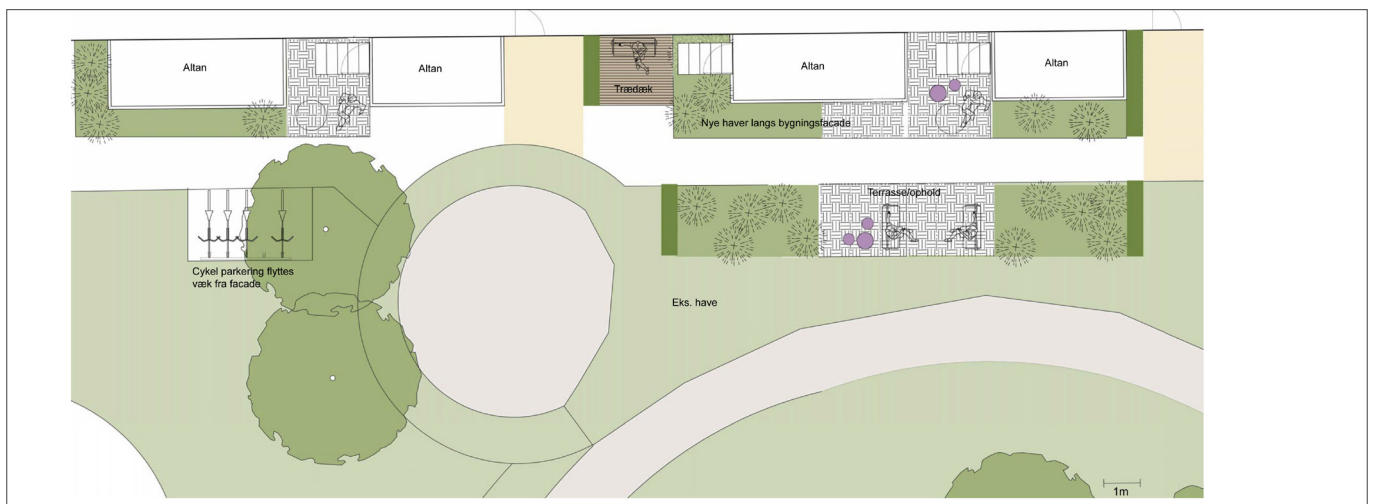 Altan
Altan
Trædæk
Altan
Altan
Nye haver langs bygningsfacade
Terrasse/ophold
Cykel parkering flyttes
væk fra facade
Eks. have
1m